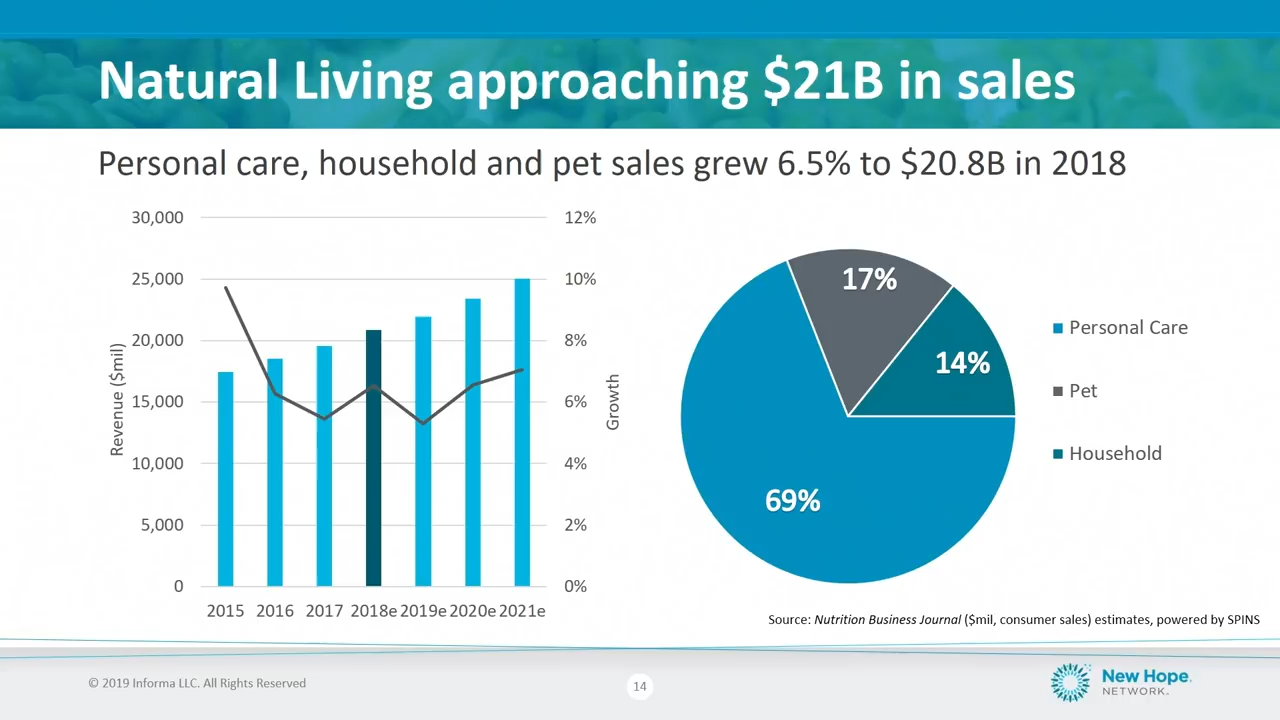 Natural Living approaching $21B in sales
Personal care, household and pet sales grew 6.5% to $20.8B in 2018
30,000
25,000
20,000
15,000
10,000
5,000
0
Revenue ($mil)
12%
10%
8%
6%
4%
2%
0%
Growth
2015 2016 2017 2018e 2019e 2020e 2021e
17%
14%
69%
Personal Care
Pet
Household
Source: Nutrition Business Journal ($mil, consumer sales) estimates, powered by SPINS
© 2019 Informa LLC. All Rights Reserved
14
New Hope
NETWORK